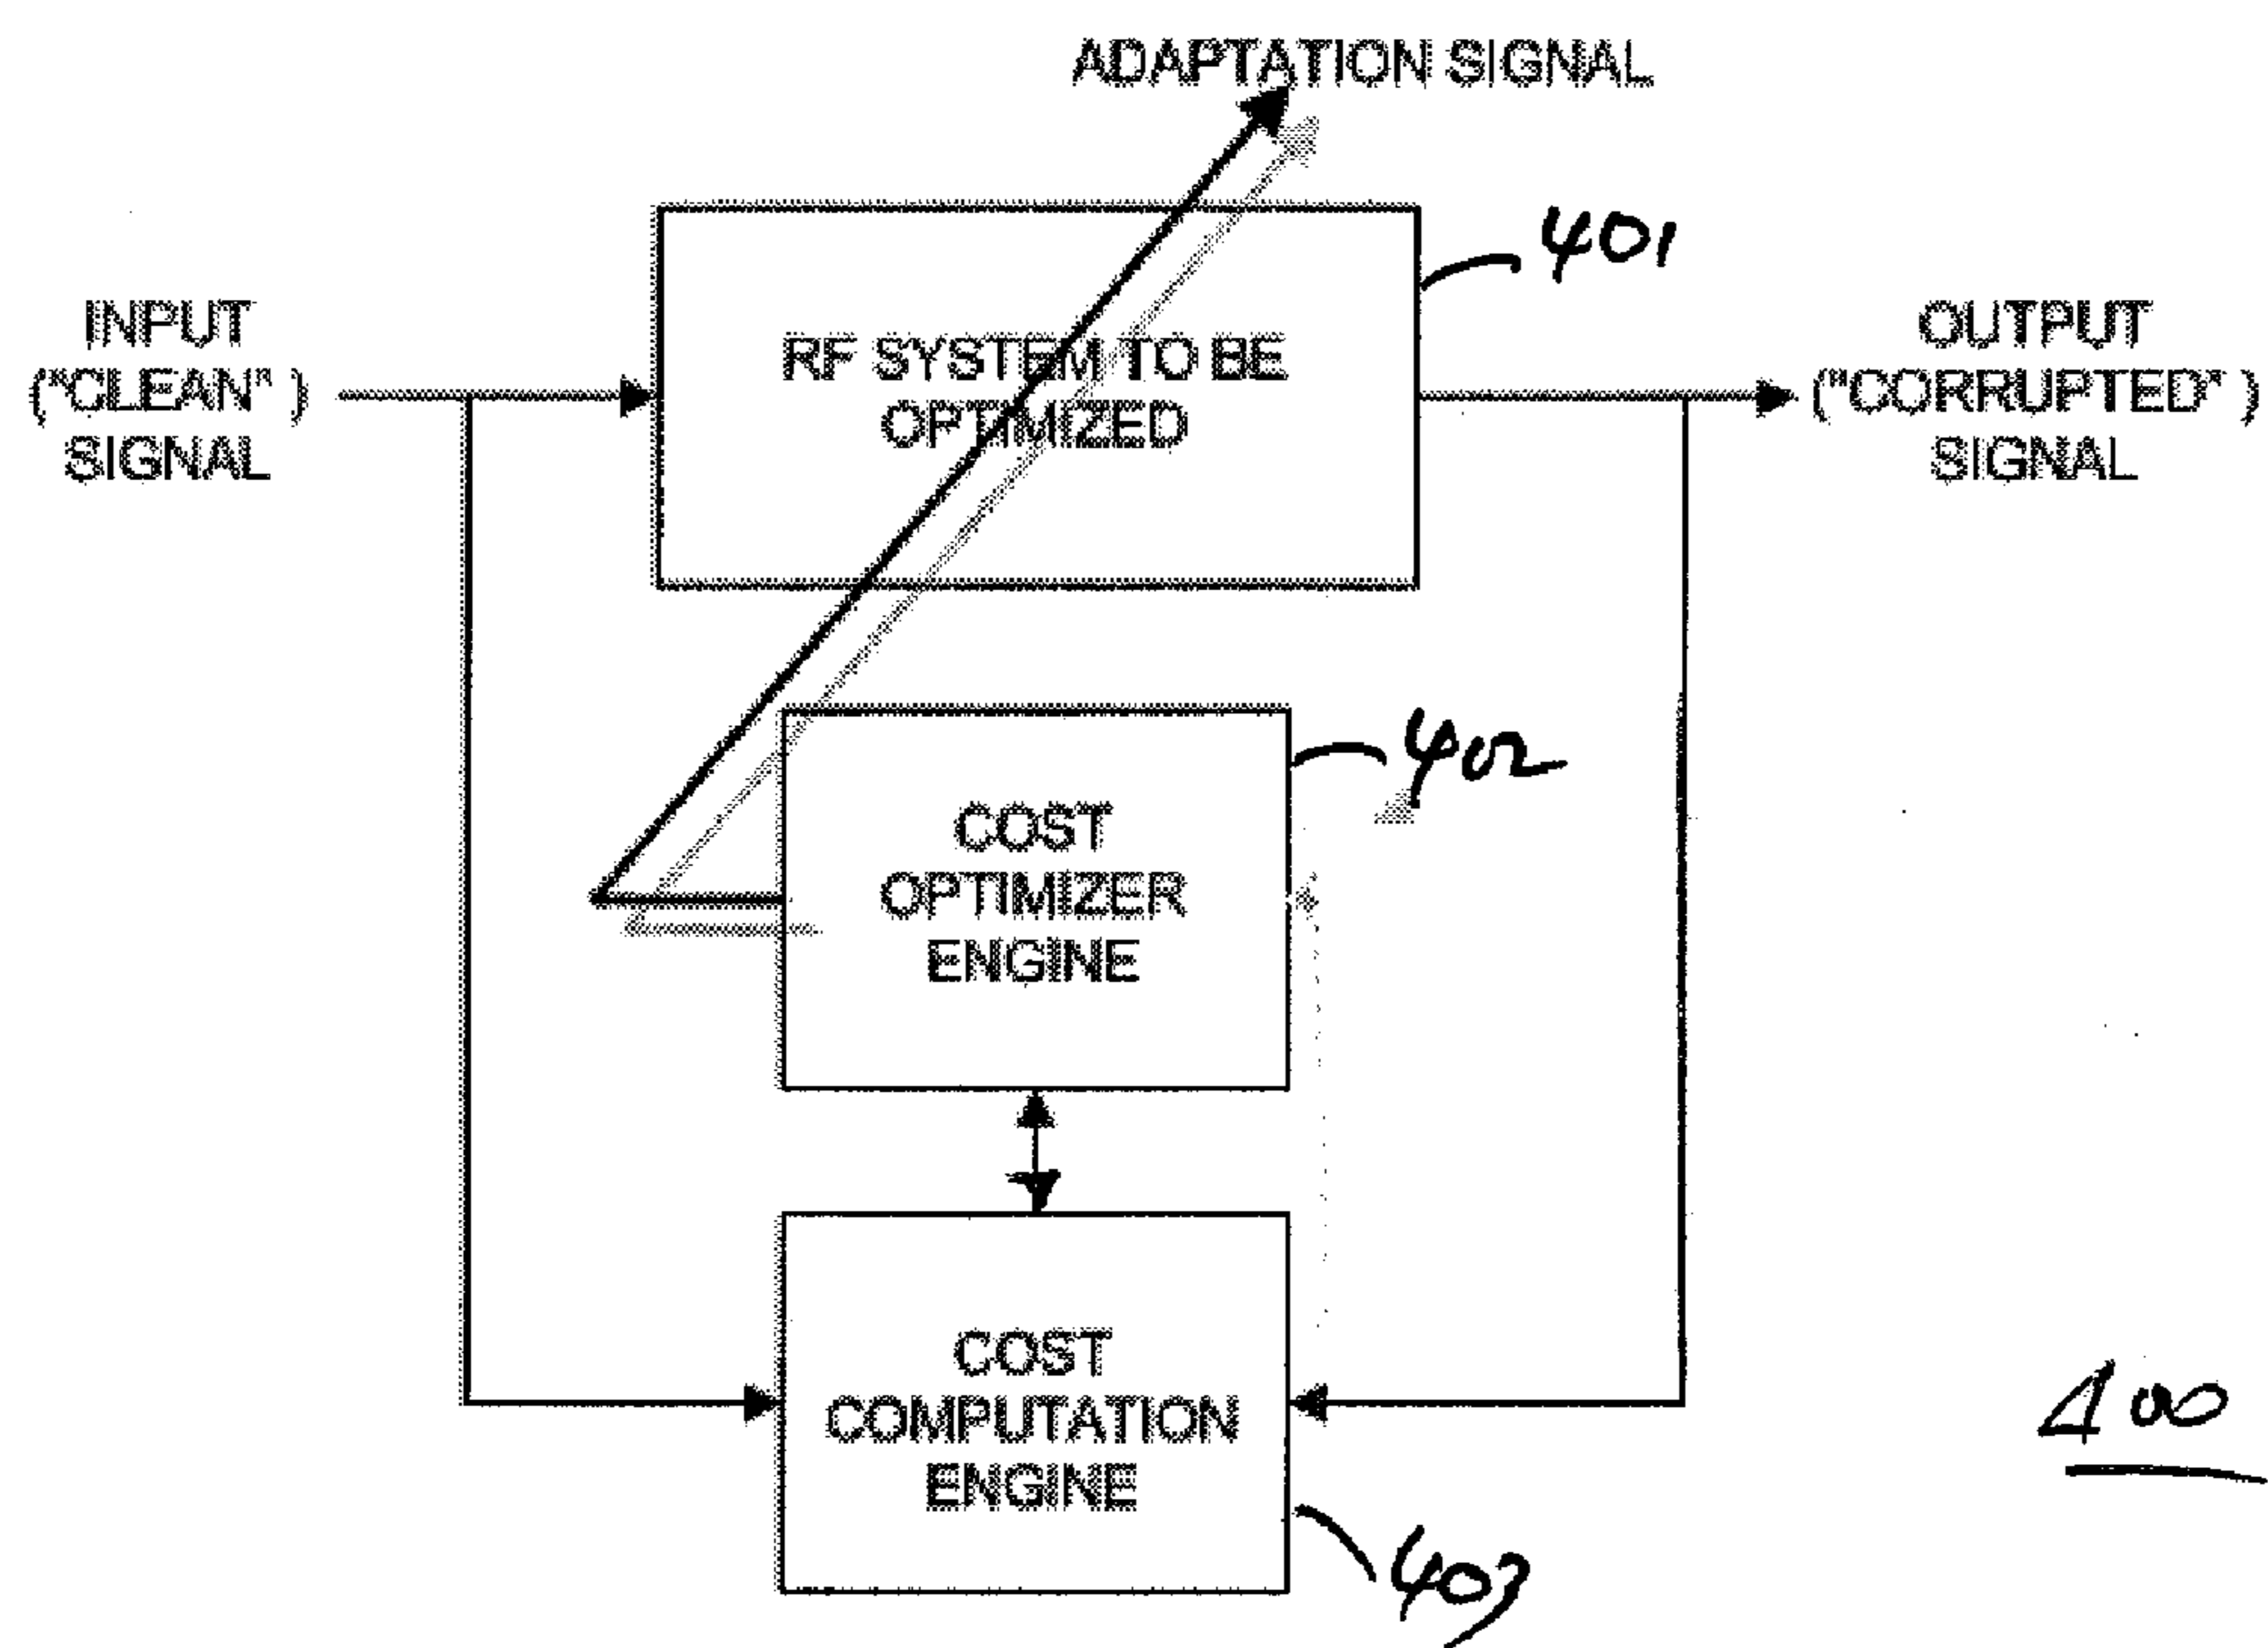 ADAPTATION SIGNAL
401
INPUT
("CLEAN" )
SIGNAL
RF SYSTEM TO BE
OPTIMIZED
OUTPUT
("CORRUPTED" )
SIGNAL
402
COST
OPTIMIZER
ENGINE
COST
COMPUTATION
ENGINE
403
400